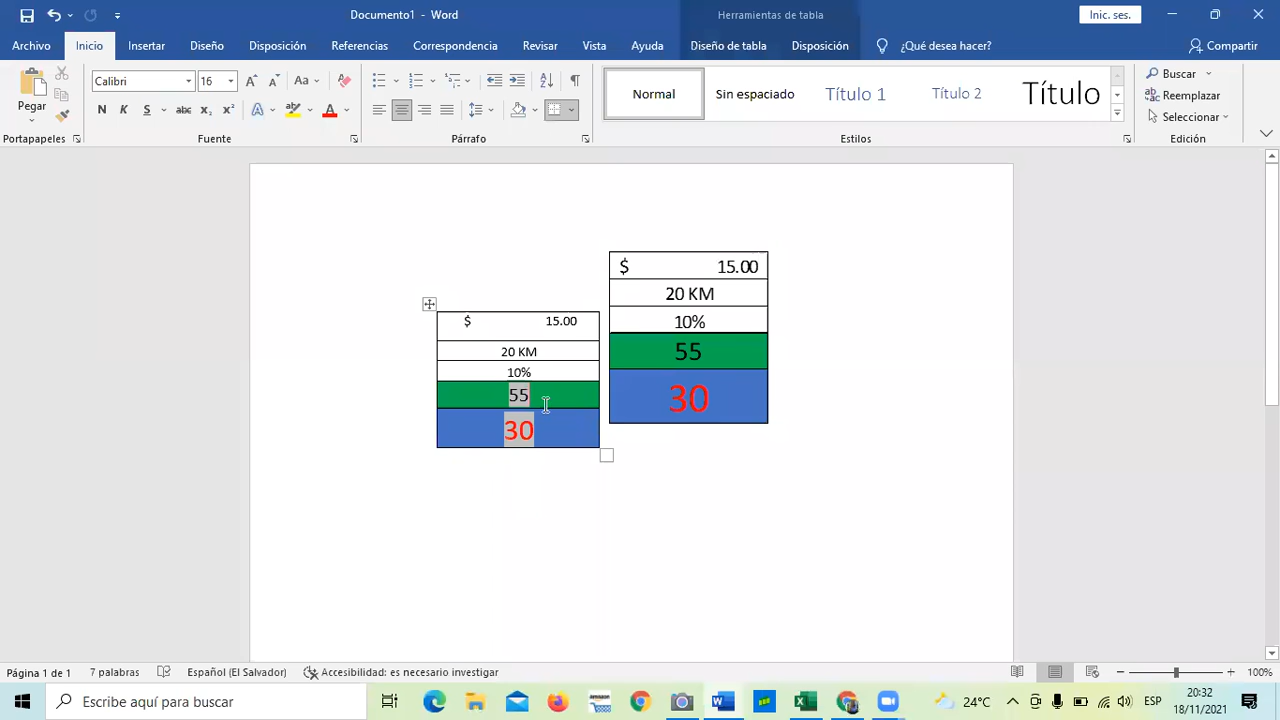 Documento1 - Word
Herramientas de tabla
Inic. ses.
Archivo
Inicio
Insertar
Diseño
Disposición
Referencias
Correspondencia
Revisar
Vista
Ayuda
Diseño de tabla
Disposición
¿Qué desea hacer?
Compartir
Pegar
Calibri
16
N K S abc x₂ x²
Normal
Sin espaciado
Título 1
Título 2
Título
Buscar
Reemplazar
Seleccionar
Portapapeles
Fuente
Párrafo
Estilos
Edición
$ 15.00
20 KM
10%
55
30
$ 15.00
20 KM
10%
55
30
Página 1 de 1
7 palabras
Español (El Salvador)
Accesibilidad: es necesario investigar
100%
Escribe aquí para buscar
24°C
ESP
20:32
18/11/2021